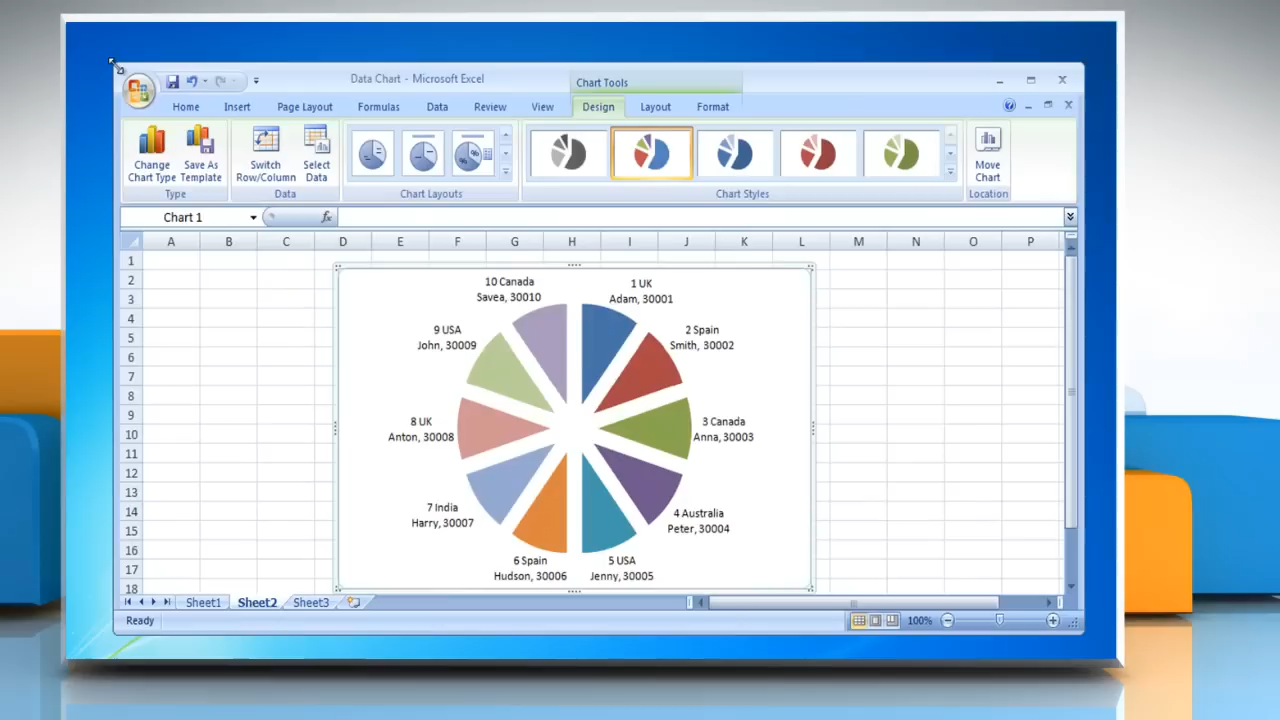 Data Chart - Microsoft Excel
Chart Tools
Home Insert Page Layout Formulas Data Review View Design Layout Format
Change Chart Type
Save As Template
Switch Row/Column
Select Data
Move Chart
Type Data Chart Layouts Chart Styles Location
Chart 1 fx
A B C D E F G H I J K L M N O P
1
2
3
4
5
6
7
8
9
10
11
12
13
14
15
16
17
18
10 Canada
Savea, 30010
1 UK
Adam, 30001
9 USA
John, 30009
2 Spain
Smith, 30002
8 UK
Anton, 30008
3 Canada
Anna, 30003
7 India
Harry, 30007
4 Australia
Peter, 30004
6 Spain
Hudson, 30006
5 USA
Jenny, 30005
Sheet1 Sheet2 Sheet3
Ready 100%